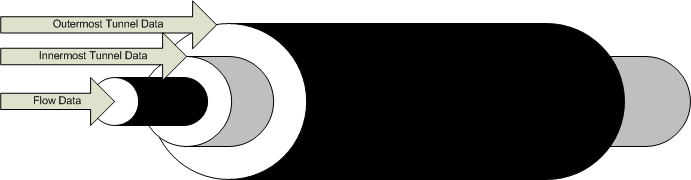 Outermost Tunnel Data
Innermost Tunnel Data
Flow Data